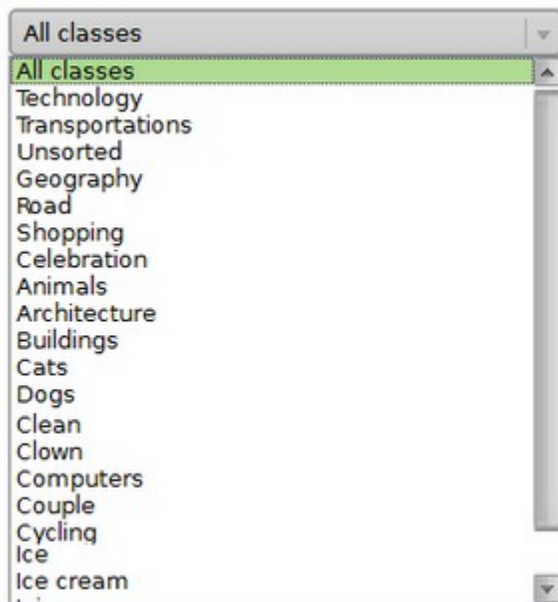 All classes
All classes
Technology
Transportations
Unsorted
Geography
Road
Shopping
Celebration
Animals
Architecture
Buildings
Cats
Dogs
Clean
Clown
Computers
Couple
Cycling
Ice
Ice cream